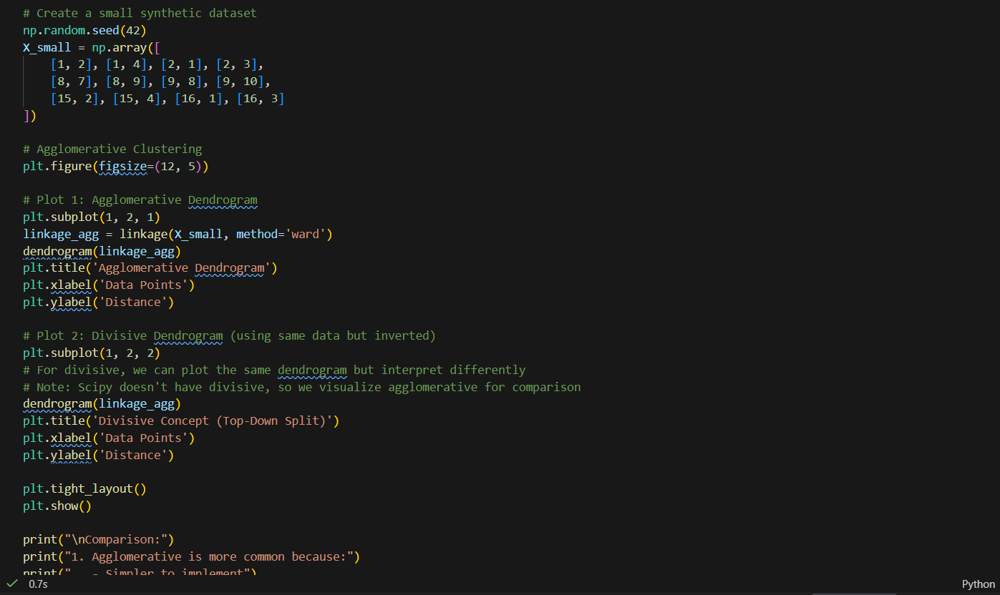 # Create a small synthetic dataset
np.random.seed(42)
X_small = np.array([
    [1, 2], [1, 4], [2, 1], [2, 3],
    [8, 7], [8, 9], [9, 8], [9, 10],
    [15, 2], [15, 4], [16, 1], [16, 3]
])

# Agglomerative Clustering
plt.figure(figsize=(12, 5))

# Plot 1: Agglomerative Dendrogram
plt.subplot(1, 2, 1)
linkage_agg = linkage(X_small, method='ward')
dendrogram(linkage_agg)
plt.title('Agglomerative Dendrogram')
plt.xlabel('Data Points')
plt.ylabel('Distance')

# Plot 2: Divisive Dendrogram (using same data but inverted)
plt.subplot(1, 2, 2)
# For divisive, we can plot the same dendrogram but interpret differently
# Note: Scipy doesn't have divisive, so we visualize agglomerative for comparison
dendrogram(linkage_agg)
plt.title('Divisive Concept (Top-Down Split)')
plt.xlabel('Data Points')
plt.ylabel('Distance')

plt.tight_layout()
plt.show()

print("\nComparison:")
print("1. Agglomerative is more common because:")
print("   - Simpler to implement")
0.7s
Python